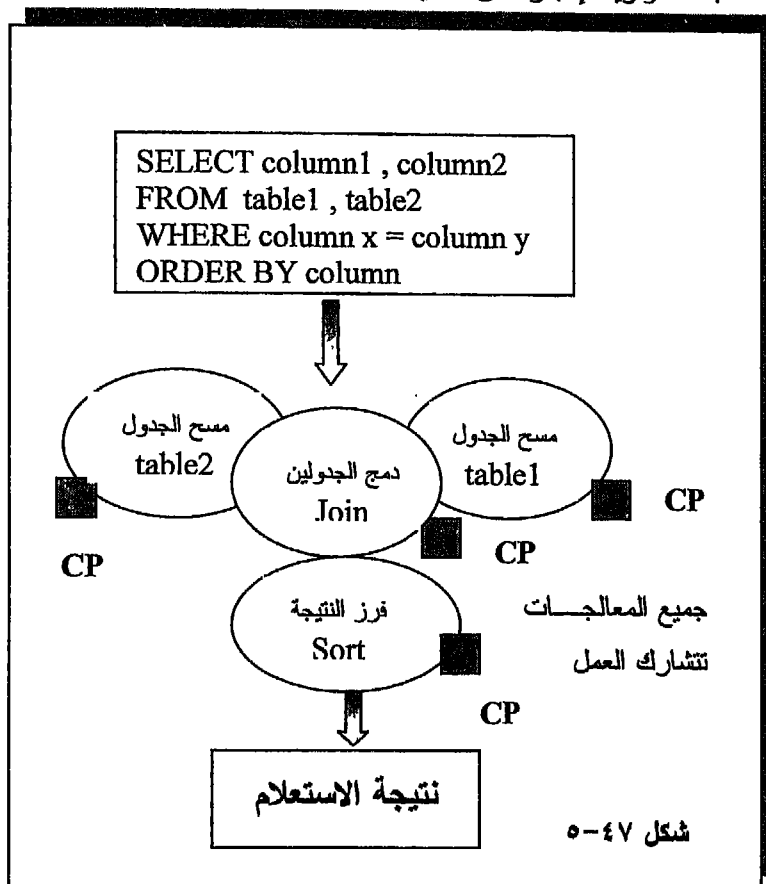 SELECT column1 , column2
FROM table1 , table2
WHERE column x = column y
ORDER BY column
مسح الجدول
table2
دمج الجدولين
Join
مسح الجدول
table1
CP
CP
CP
فرز النتيجة
Sort
جميع المعالجـــات
تتشارك العمل
CP
نتيجة الاستعلام
شكل ٤٧-٥